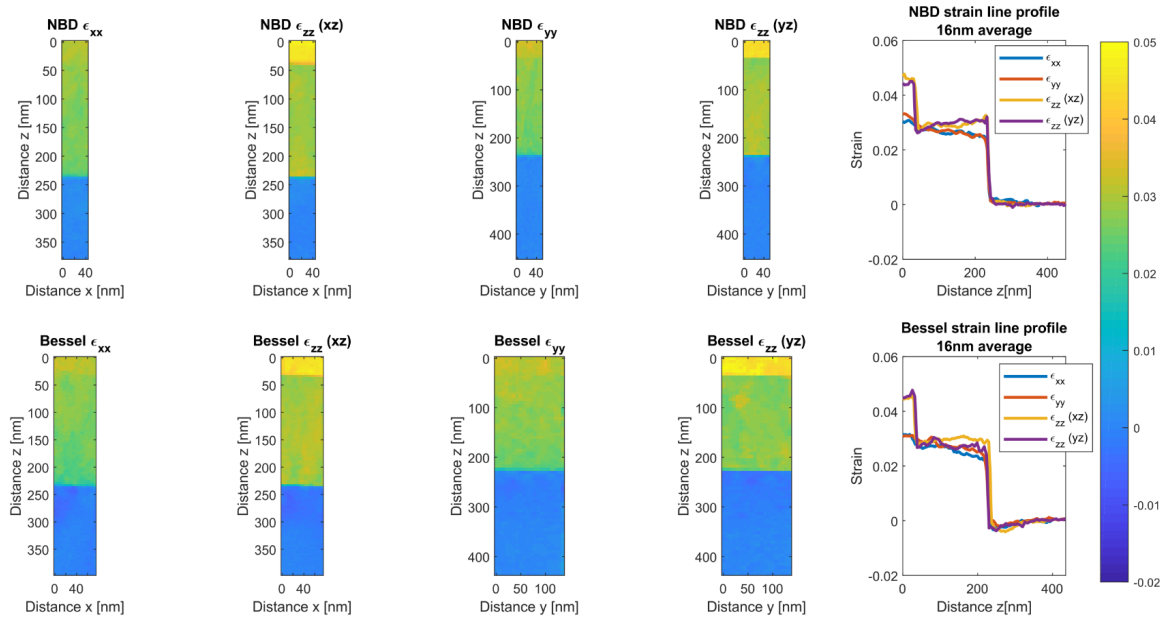 NBD ϵxx
0
50
100
150
200
250
300
350
Distance z [nm]
0 40
Distance x [nm]
NBD ϵzz (xz)
0
50
100
150
200
250
300
350
Distance z [nm]
0 40
Distance x [nm]
NBD ϵyy
0
100
200
300
400
Distance z [nm]
0 40
Distance y [nm]
NBD ϵzz (yz)
0
100
200
300
400
Distance z [nm]
0 40
Distance y [nm]
NBD strain line profile
16nm average
0.06
0.04
0.02
0
-0.02
Strain
0 200 400
Distance z[nm]
ϵxx
ϵyy
ϵzz (xz)
ϵzz (yz)
Bessel ϵxx
0
50
100
150
200
250
300
350
Distance z [nm]
0 40
Distance x [nm]
Bessel ϵzz (xz)
0
50
100
150
200
250
300
350
Distance z [nm]
0 40
Distance x [nm]
Bessel ϵyy
0
100
200
300
400
Distance z [nm]
0 50 100
Distance y [nm]
Bessel ϵzz (yz)
0
100
200
300
400
Distance z [nm]
0 50 100
Distance y [nm]
Bessel strain line profile
16nm average
0.06
0.04
0.02
0
-0.02
Strain
0 200 400
Distance z[nm]
ϵxx
ϵyy
ϵzz (xz)
ϵzz (yz)
0.05
0.04
0.03
0.02
0.01
0
-0.01
-0.02